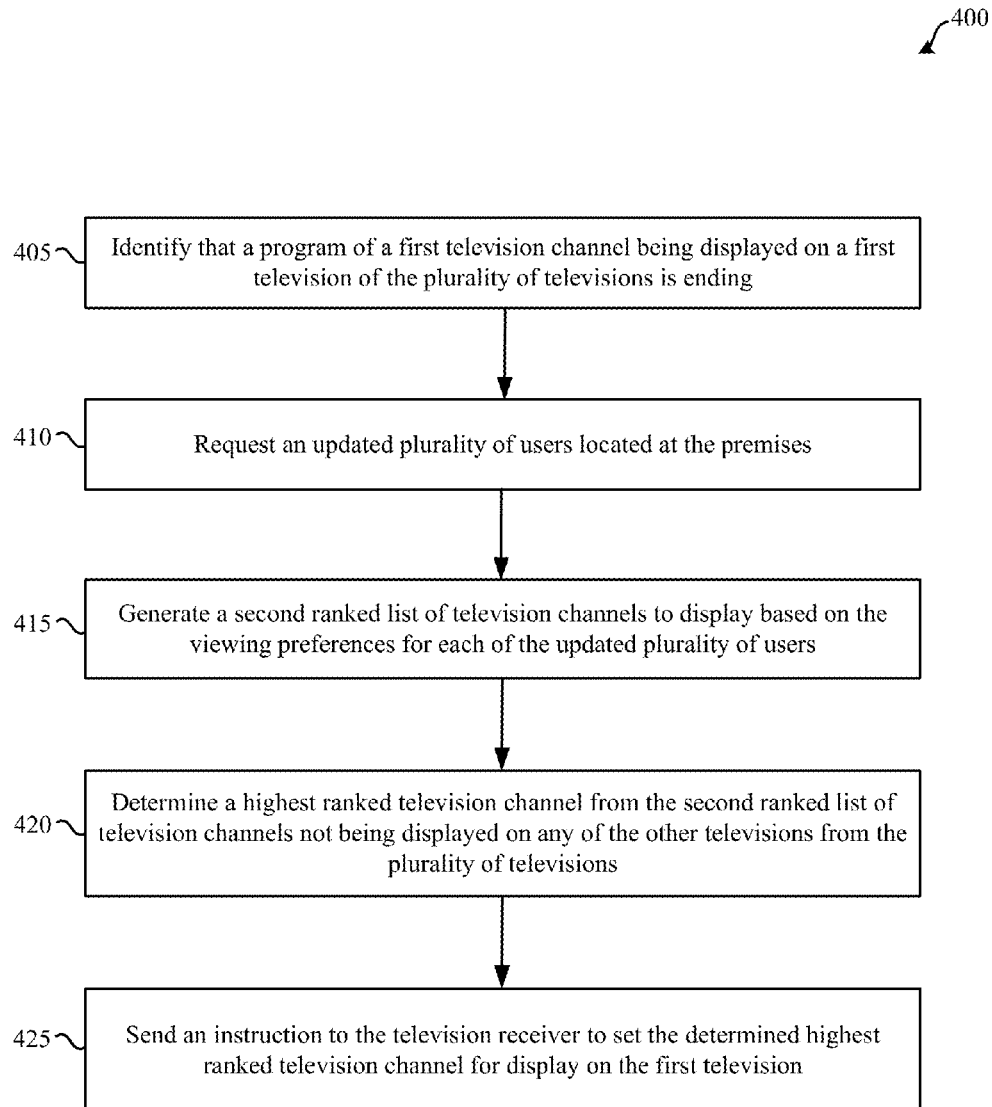 400
405
Identify that a program of a first television channel being displayed on a first
television of the plurality of televisions is ending
410
Request an updated plurality of users located at the premises
415
Generate a second ranked list of television channels to display based on the
viewing preferences for each of the updated plurality of users
420
Determine a highest ranked television channel from the second ranked list of
television channels not being displayed on any of the other televisions from the
plurality of televisions
425
Send an instruction to the television receiver to set the determined highest
ranked television channel for display on the first television